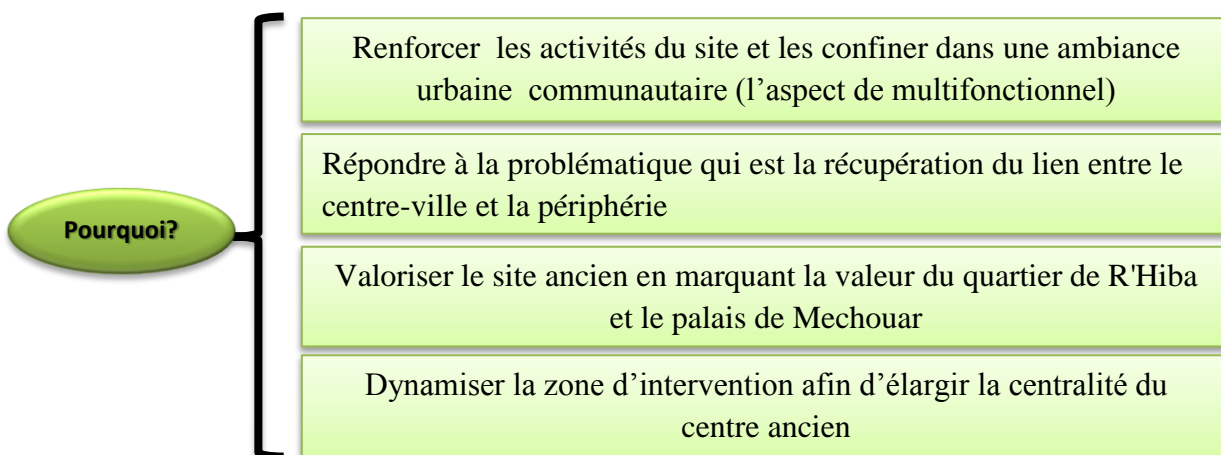 Pourquoi?
Renforcer les activités du site et les confiner dans une ambiance
urbaine communautaire (l’aspect de multifonctionnel)
Répondre à la problématique qui est la récupération du lien entre le
centre-ville et la périphérie
Valoriser le site ancien en marquant la valeur du quartier de R'Hiba
et le palais de Mechouar
Dynamiser la zone d’intervention afin d’élargir la centralité du
centre ancien